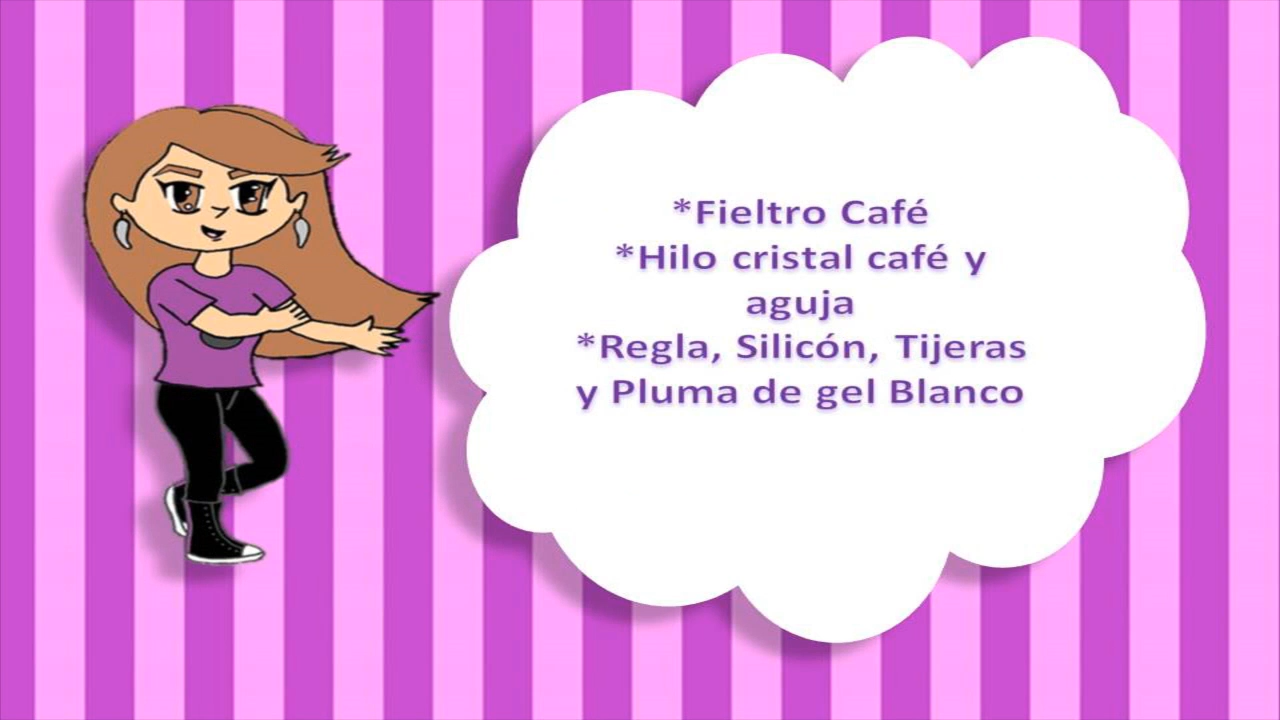 *Fieltro Café
*Hilo cristal café y
aguja
*Regla, Silicón, Tijeras
y Pluma de gel Blanco